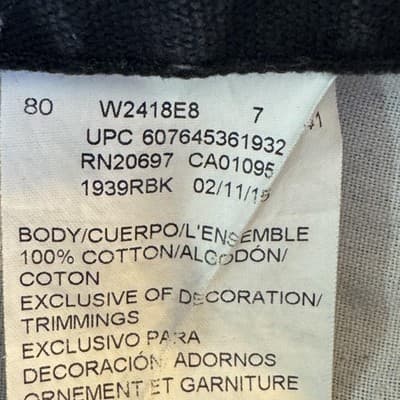 80 W2418E8 7
UPC 607645361932
RN20697 CA01095
1939RBK 02/11/15
BODY/CUERPO/L'ENSEMBLE
100% COTTON/ALGODÓN/
COTON
EXCLUSIVE OF DECORATION/
TRIMMINGS
EXCLUSIVO PARA
DECORACIÓN ADORNOS
ORNEMENT ET GARNITURE